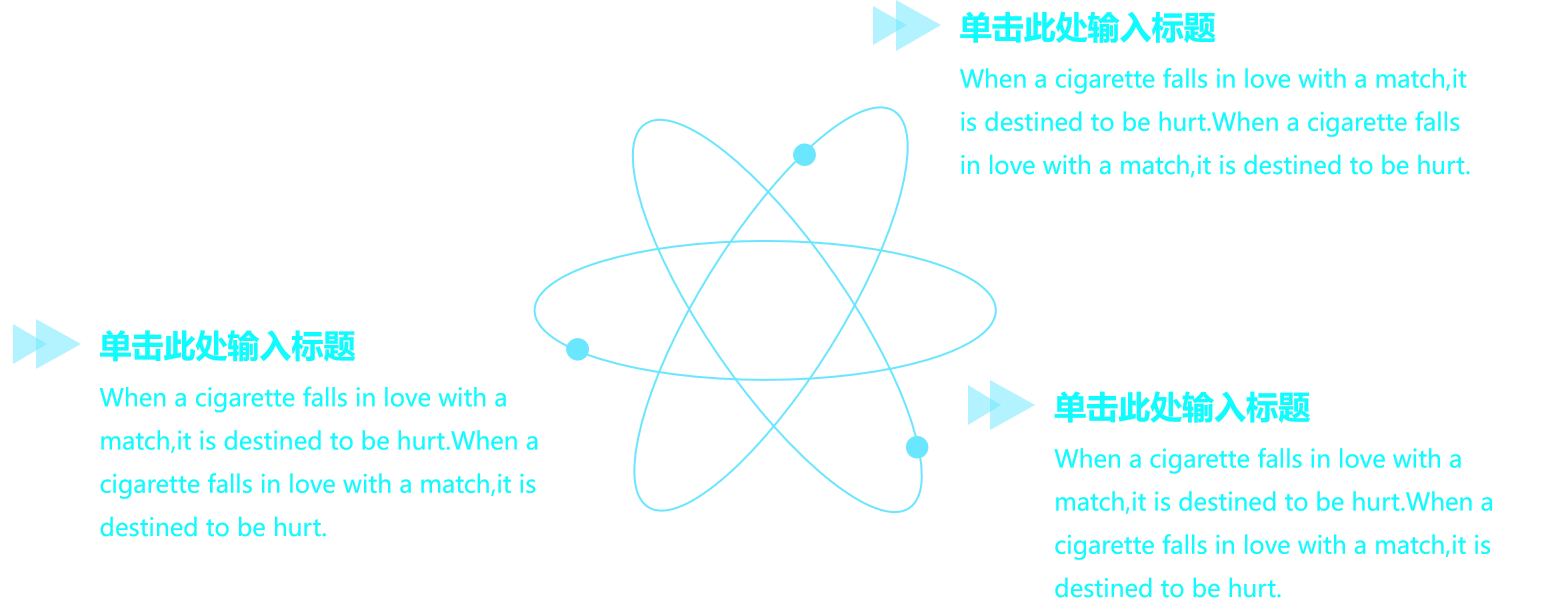 单击此处输入标题
When a cigarette falls in love with a match,it
is destined to be hurt.When a cigarette falls
in love with a match,it is destined to be hurt.
单击此处输入标题
When a cigarette falls in love with a
match,it is destined to be hurt.When a
cigarette falls in love with a match,it is
destined to be hurt.
单击此处输入标题
When a cigarette falls in love with a
match,it is destined to be hurt.When a
cigarette falls in love with a match,it is
destined to be hurt.